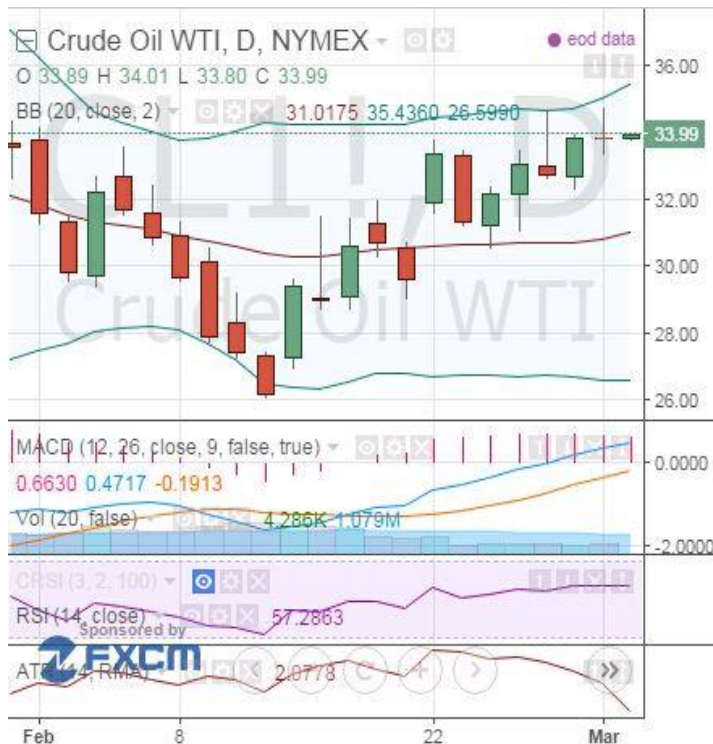 Crude Oil WTI, D, NYMEX
eod data
O 33.89 H 34.01 L 33.80 C 33.99
36.00
BB (20, close, 2) 31.0175 35.4360 26.5990
33.99
CL1!, D
32.00
30.00
Crude Oil WTI
28.00
26.00
MACD (12, 26, close, 9, false, true)
0.0000
0.6630 0.4717 -0.1913
Vol (20, false) 4.286K 1.079M
-2.0000
CRSI (3, 2, 100)
RSI (14, close) 57.2863
Sponsored by
FXCM
ATR (14, RMA) 2.0778
Feb 8 22 Mar